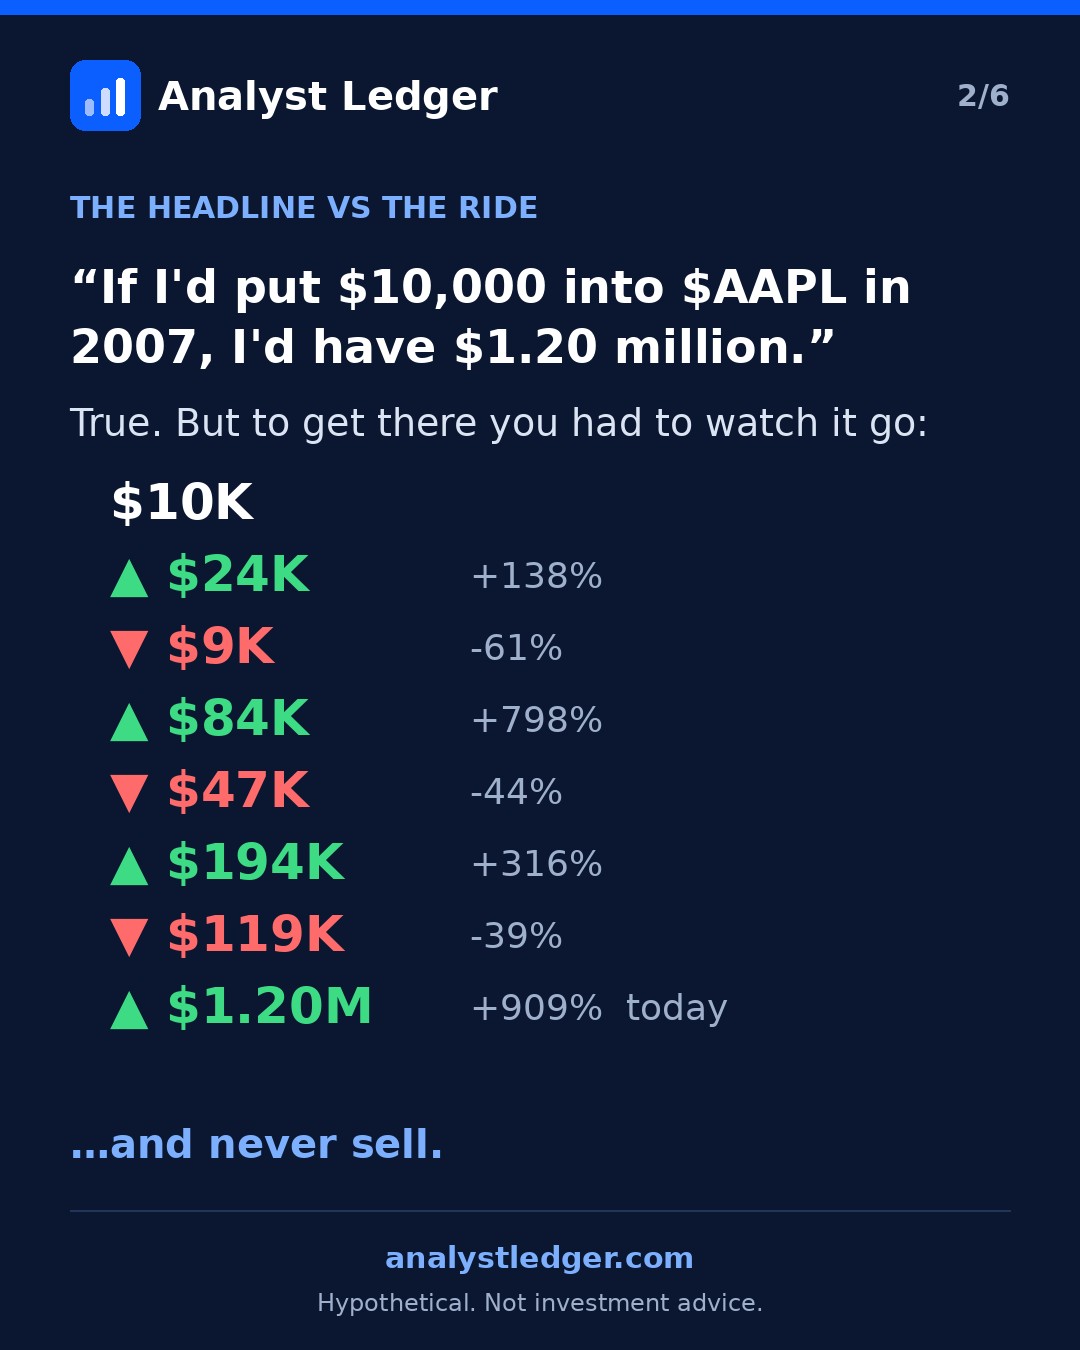 Analyst Ledger
2/6
THE HEADLINE VS THE RIDE
“If I'd put $10,000 into $AAPL in
2007, I'd have $1.20 million.”
True. But to get there you had to watch it go:
$10K
▲ $24K +138%
▼ $9K -61%
▲ $84K +798%
▼ $47K -44%
▲ $194K +316%
▼ $119K -39%
▲ $1.20M +909% today
...and never sell.
analystledger.com
Hypothetical. Not investment advice.